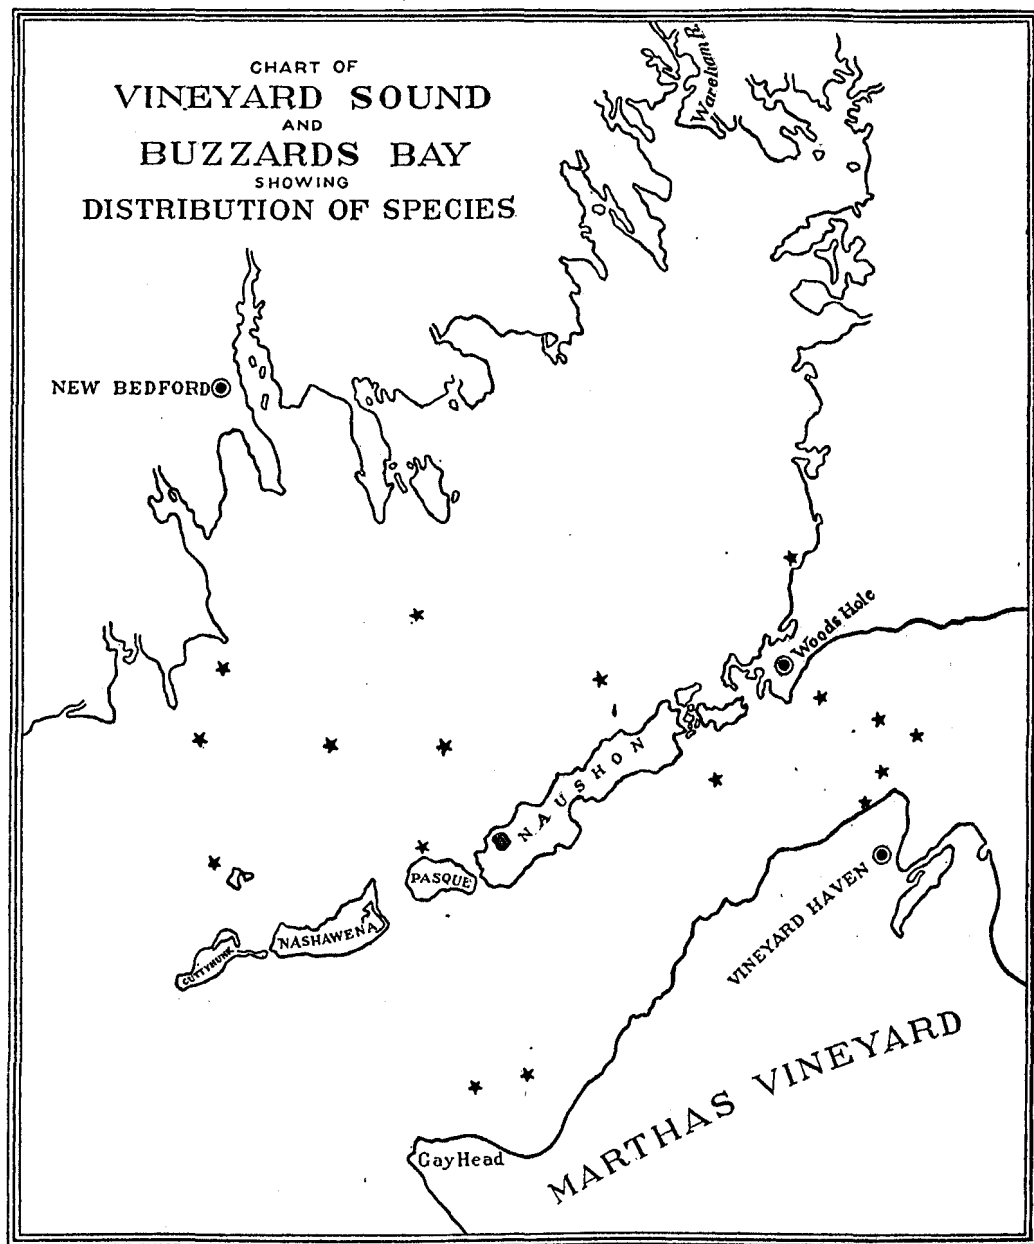 CHART OF
VINEYARD SOUND
AND
BUZZARDS BAY
SHOWING
DISTRIBUTION OF SPECIES
Wareham R.
NEW BEDFORD
Woods Hole
NAUSHON
PASQUE
NASHAWENA
CUTTYHUNK
VINEYARD HAVEN
MARTHAS VINEYARD
Gay Head